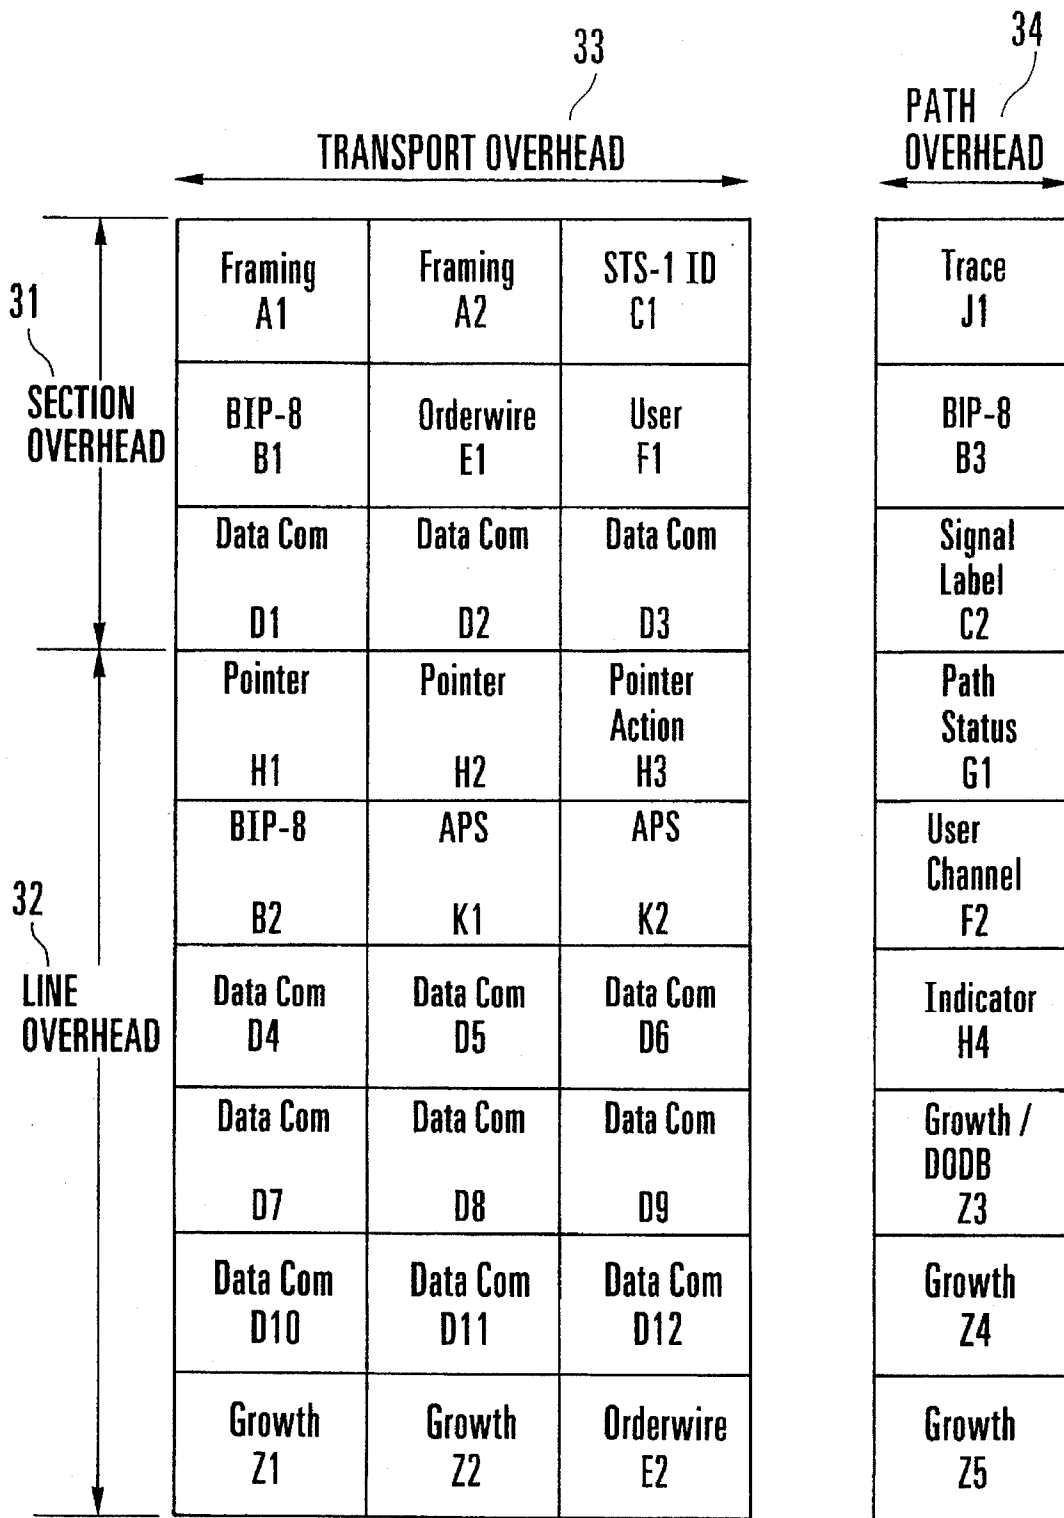 33
34
TRANSPORT OVERHEAD
PATH
OVERHEAD
31
SECTION
OVERHEAD
32
LINE
OVERHEAD
Framing
A1
Framing
A2
STS-1 ID
C1
Trace
J1
BIP-8
B1
Orderwire
E1
User
F1
BIP-8
B3
Data Com
D1
Data Com
D2
Data Com
D3
Signal
Label
C2
Pointer
H1
Pointer
H2
Pointer
Action
H3
Path
Status
G1
BIP-8
B2
APS
K1
APS
K2
User
Channel
F2
Data Com
D4
Data Com
D5
Data Com
D6
Indicator
H4
Data Com
D7
Data Com
D8
Data Com
D9
Growth /
DODB
Z3
Data Com
D10
Data Com
D11
Data Com
D12
Growth
Z4
Growth
Z1
Growth
Z2
Orderwire
E2
Growth
Z5